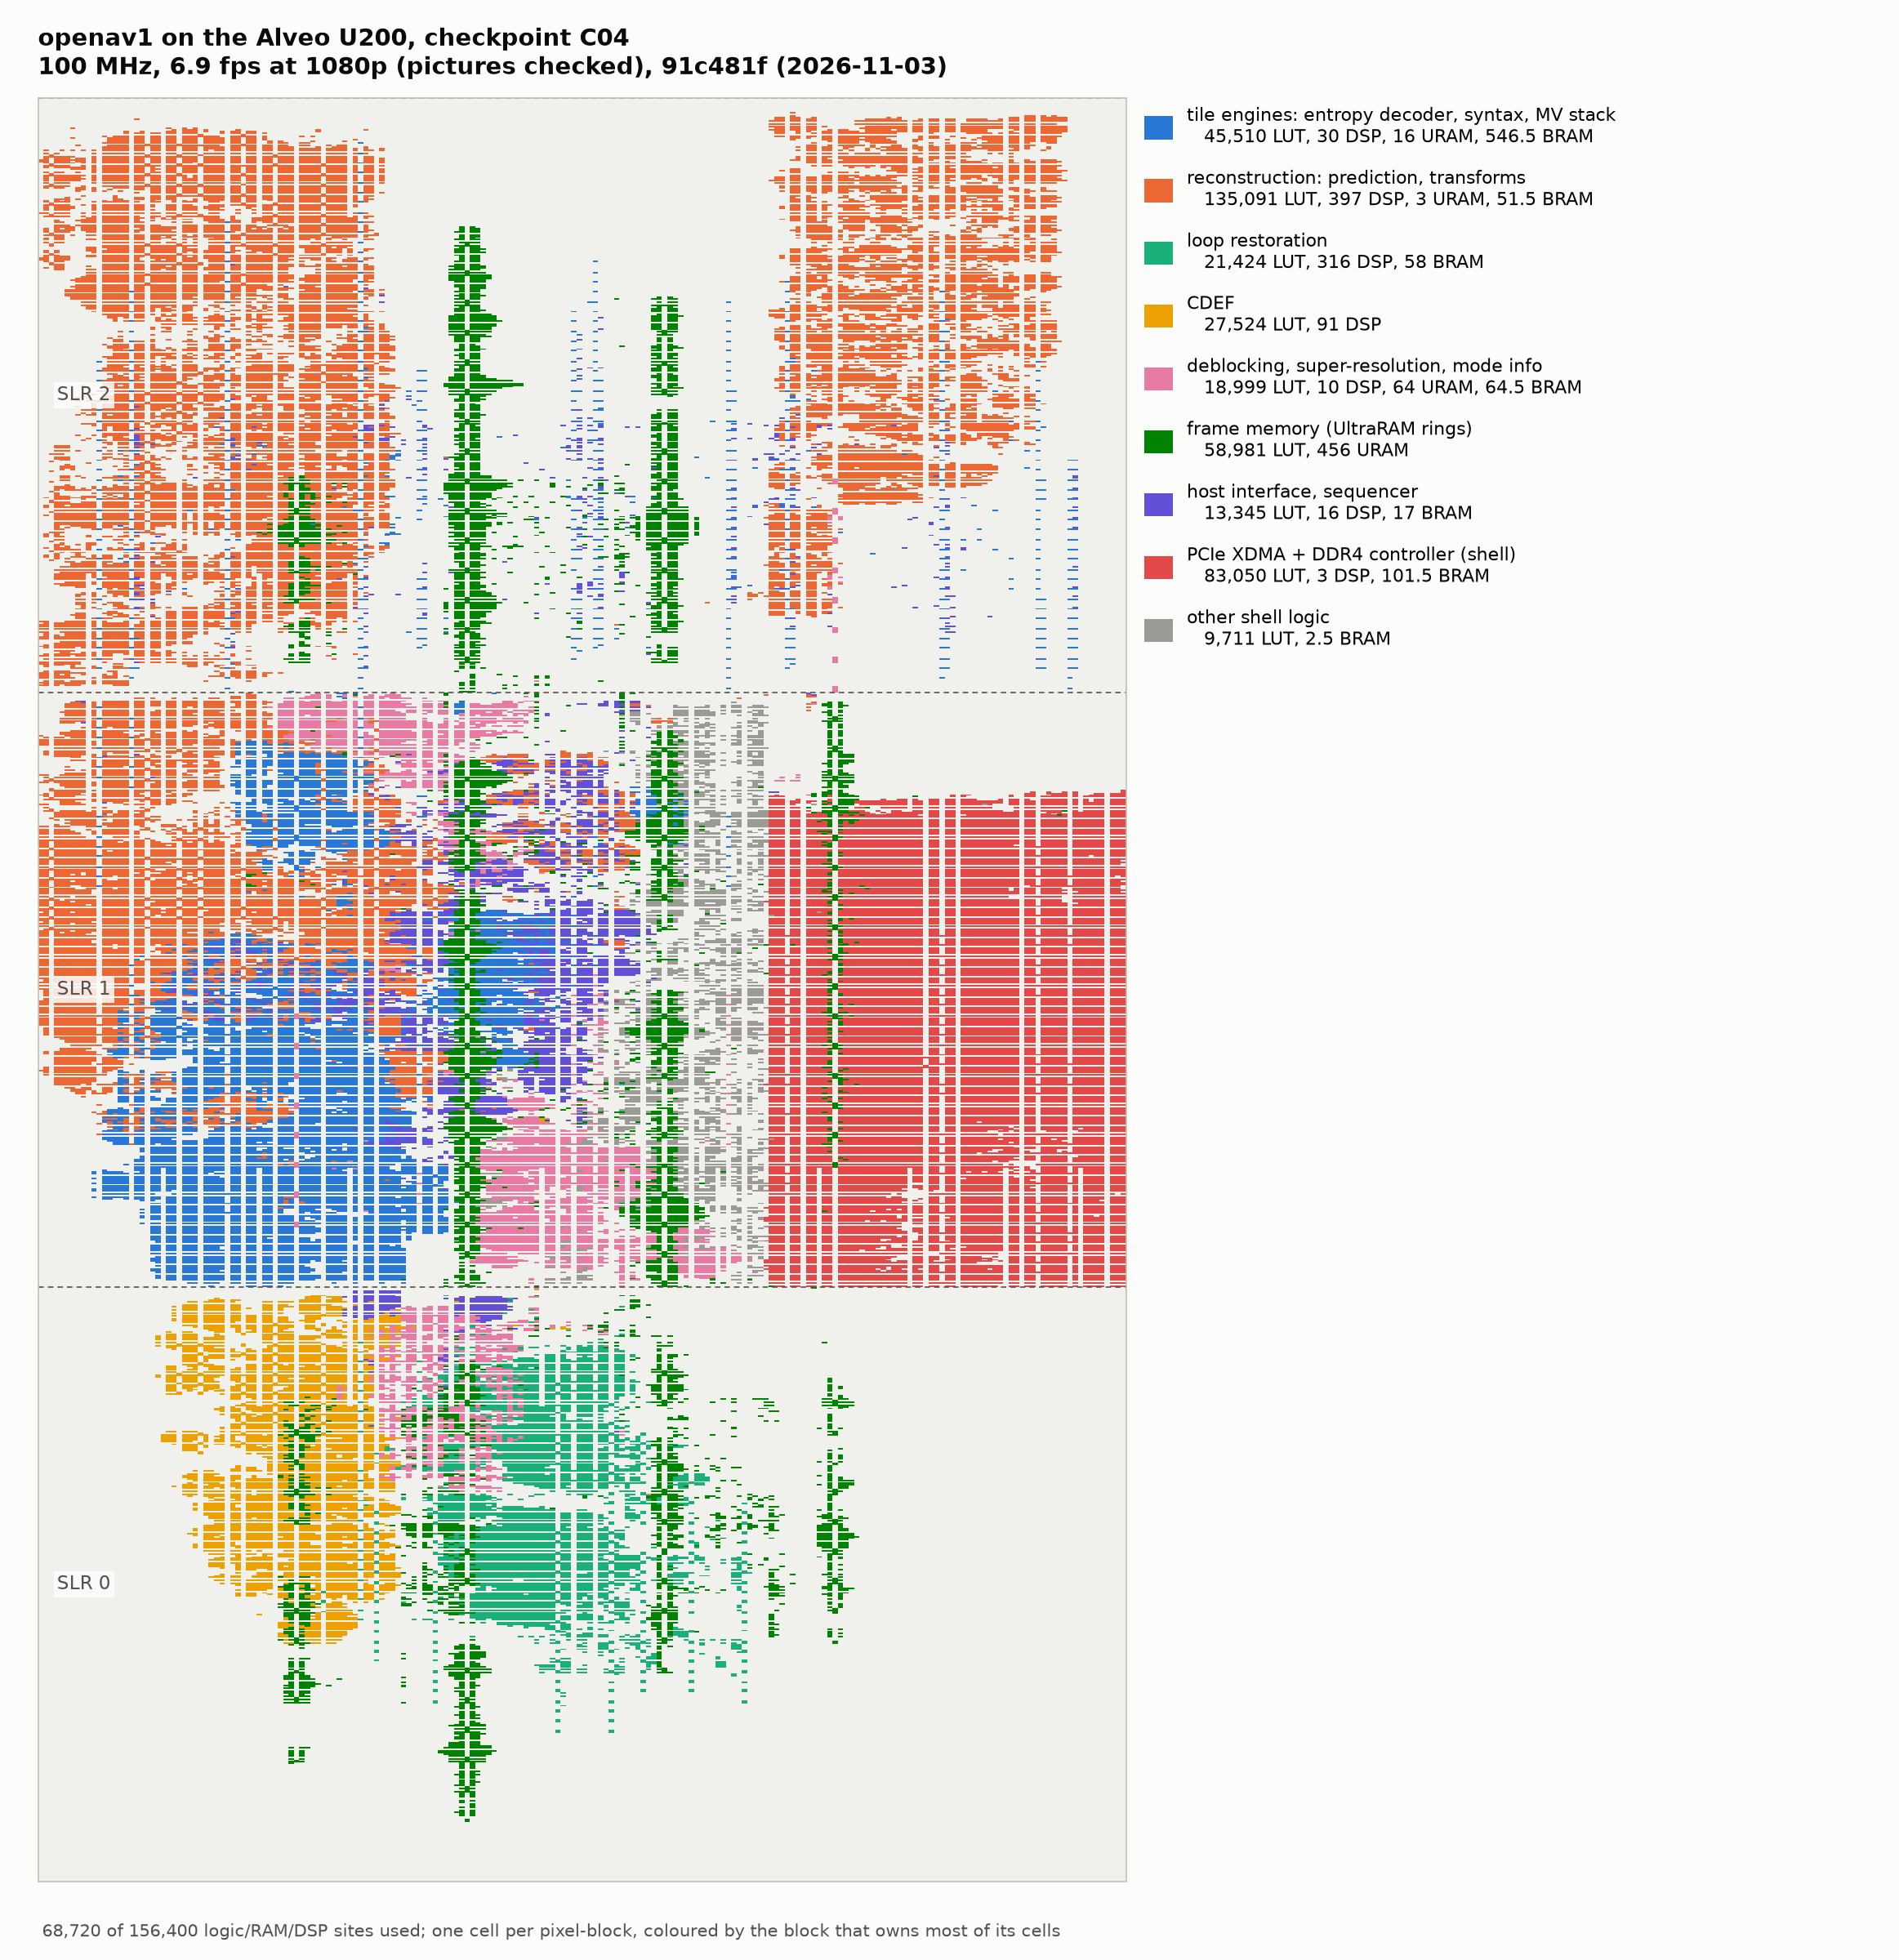 openav1 on the Alveo U200, checkpoint C04
100 MHz, 6.9 fps at 1080p (pictures checked), 91c481f (2026-11-03)
tile engines: entropy decoder, syntax, MV stack
45,510 LUT, 30 DSP, 16 URAM, 546.5 BRAM
reconstruction: prediction, transforms
135,091 LUT, 397 DSP, 3 URAM, 51.5 BRAM
loop restoration
21,424 LUT, 316 DSP, 58 BRAM
CDEF
27,524 LUT, 91 DSP
deblocking, super-resolution, mode info
18,999 LUT, 10 DSP, 64 URAM, 64.5 BRAM
frame memory (UltraRAM rings)
58,981 LUT, 456 URAM
host interface, sequencer
13,345 LUT, 16 DSP, 17 BRAM
PCIe XDMA + DDR4 controller (shell)
83,050 LUT, 3 DSP, 101.5 BRAM
other shell logic
9,711 LUT, 2.5 BRAM
SLR 2
SLR 1
SLR 0
68,720 of 156,400 logic/RAM/DSP sites used; one cell per pixel-block, coloured by the block that owns most of its cells